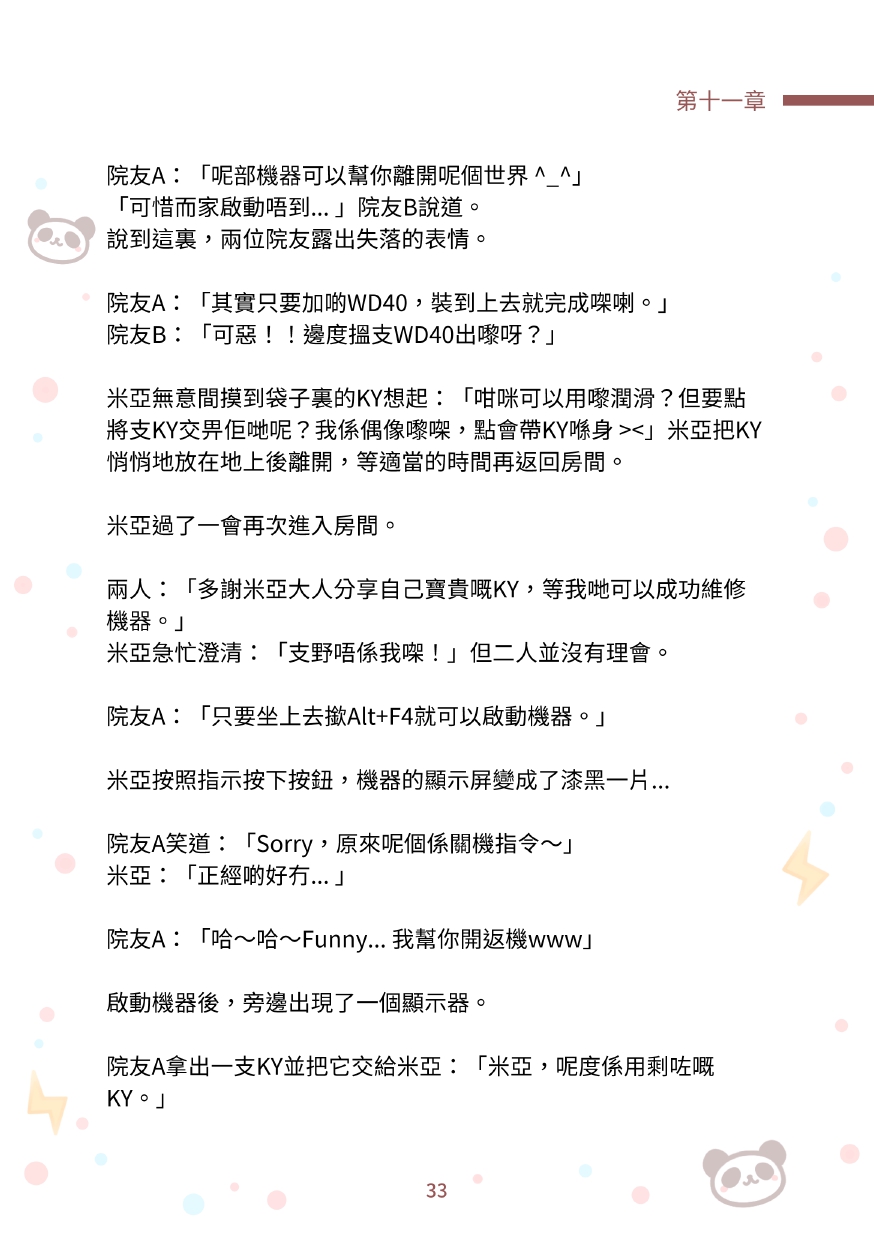 第十一章
院友A：「呢部機器可以幫你離開呢個世界 ^_^」
「可惜而家啟動唔到... 」院友B說道。
說到這裏，兩位院友露出失落的表情。
院友A：「其實只要加啲WD40，裝到上去就完成㗎喇。」
院友B：「可惡！！邊度搵支WD40出嚟呀？」
米亞無意間摸到袋子裏的KY想起：「咁咪可以用嚟潤滑？但要點
將支KY交畀佢哋呢？我係偶像嚟㗎，點會帶KY喺身 ><」米亞把KY
悄悄地放在地上後離開，等適當的時間再返回房間。
米亞過了一會再次進入房間。
兩人：「多謝米亞大人分享自己寶貴嘅KY，等我哋可以成功維修
機器。」
米亞急忙澄清：「支野唔係我㗎！」但二人並沒有理會。
院友A：「只要坐上去撳Alt+F4就可以啟動機器。」
米亞按照指示按下按鈕，機器的顯示屏變成了漆黑一片...
院友A笑道：「Sorry，原來呢個係關機指令～」
米亞：「正經啲好冇... 」
院友A：「哈～哈～Funny... 我幫你開返機www」
啟動機器後，旁邊出現了一個顯示器。
院友A拿出一支KY並把它交給米亞：「米亞，呢度係用剩咗嘅
KY。」
33